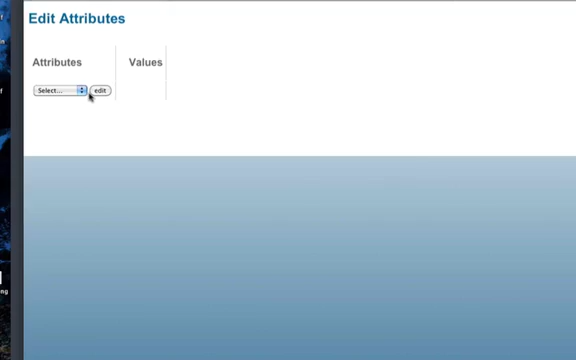 Edit Attributes
Attributes Values
Select... edit